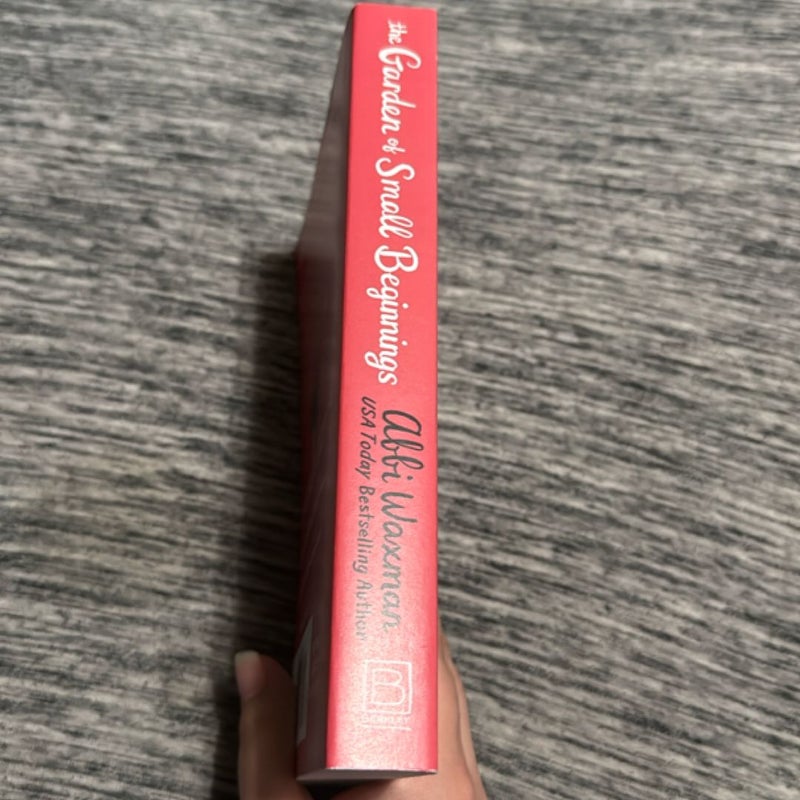 the Garden of Small Beginnings
Abbi Waxman
USA Today Bestselling Author
B
BERKLEY